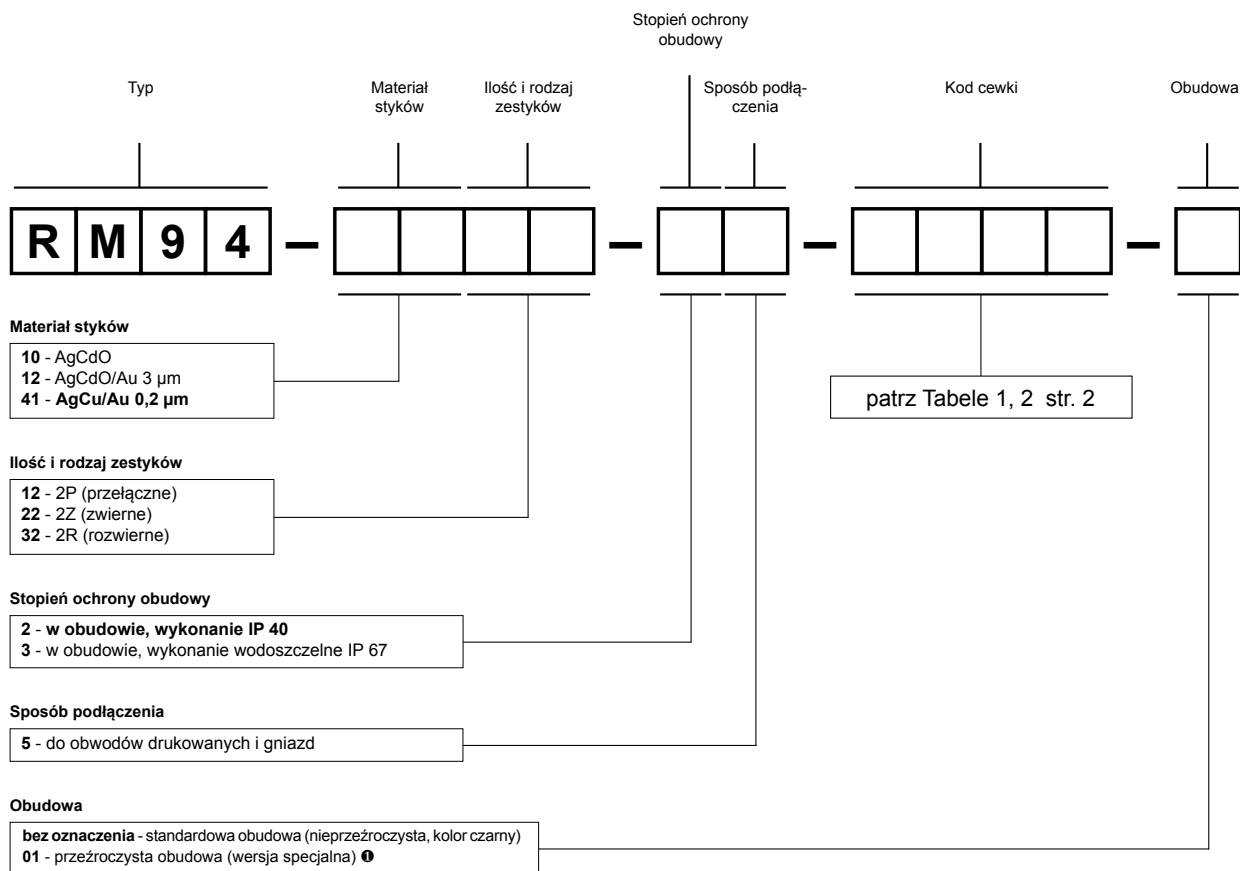 Stopień ochrony
obudowy
Typ
Materiał
styków
Ilość i rodzaj
zestyków
Sposób podłą-
czenia
Kod cewki
Obudowa
R M 9 4 – – – –
Materiał styków
10 - AgCdO
12 - AgCdO/Au 3 µm
41 - AgCu/Au 0,2 µm
patrz Tabele 1, 2 str. 2
Ilość i rodzaj zestyków
12 - 2P (przełączne)
22 - 2Z (zwierne)
32 - 2R (rozwierne)
Stopień ochrony obudowy
2 - w obudowie, wykonanie IP 40
3 - w obudowie, wykonanie wodoszczelne IP 67
Sposób podłączenia
5 - do obwodów drukowanych i gniazd
Obudowa
bez oznaczenia - standardowa obudowa (nieprzeźroczysta, kolor czarny)
01 - przeźroczysta obudowa (wersja specjalna) ❶